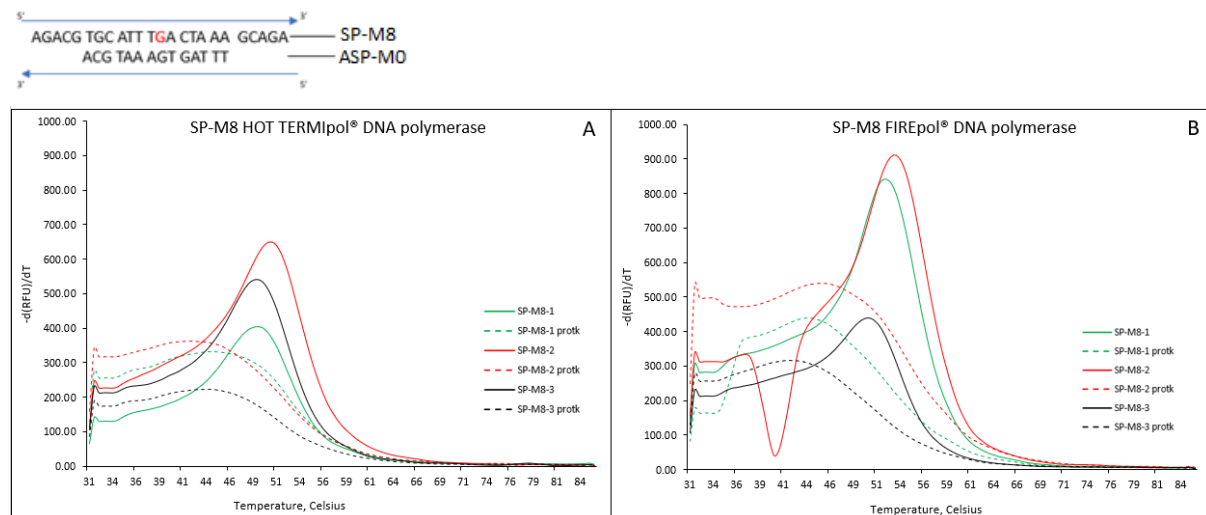 5' 3'
AGACG TGC ATT TGA CTA AA GCAGA SP-M8
ACG TAA AGT GAT TT ASP-M0
3' 5'
SP-M8 HOT TERMIpol® DNA polymerase A
1000.00
900.00
800.00
700.00
600.00
500.00
400.00
300.00
200.00
100.00
0.00
-d(RFU)/dT
SP-M8-1
SP-M8-1 protk
SP-M8-2
SP-M8-2 protk
SP-M8-3
SP-M8-3 protk
31 31 34 36 39 41 44 46 49 51 54 56 59 61 64 66 69 71 74 76 79 81 84
Temperature, Celsius
SP-M8 FIREpol® DNA polymerase B
1000.00
900.00
800.00
700.00
600.00
500.00
400.00
300.00
200.00
100.00
0.00
-d(RFU)/dT
SP-M8-1
SP-M8-1 protk
SP-M8-2
SP-M8-2 protk
SP-M8-3
SP-M8-3 protk
31 31 34 36 39 41 44 46 49 51 54 56 59 61 64 66 69 71 74 76 79 81 84
Temperature, Celsius